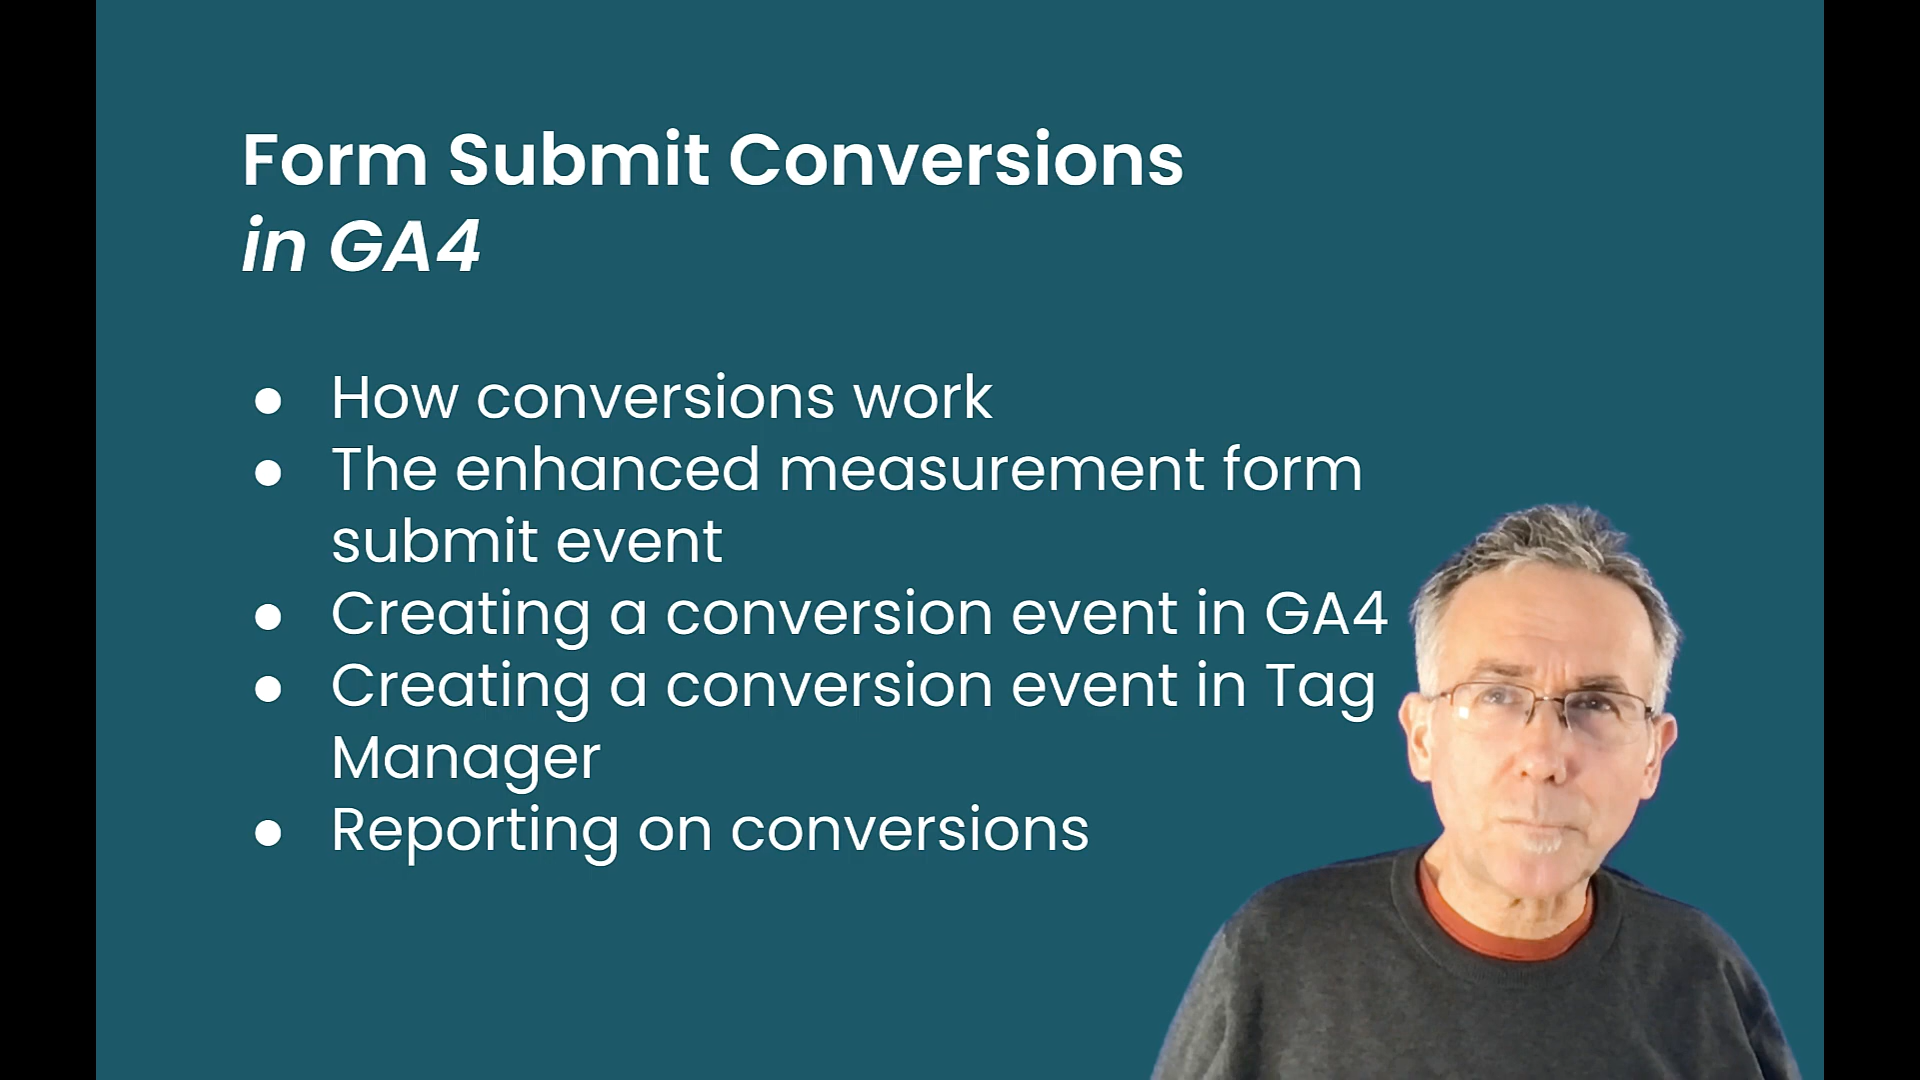 Form Submit Conversions
in GA4
● How conversions work
● The enhanced measurement form
submit event
● Creating a conversion event in GA4
● Creating a conversion event in Tag
Manager
● Reporting on conversions